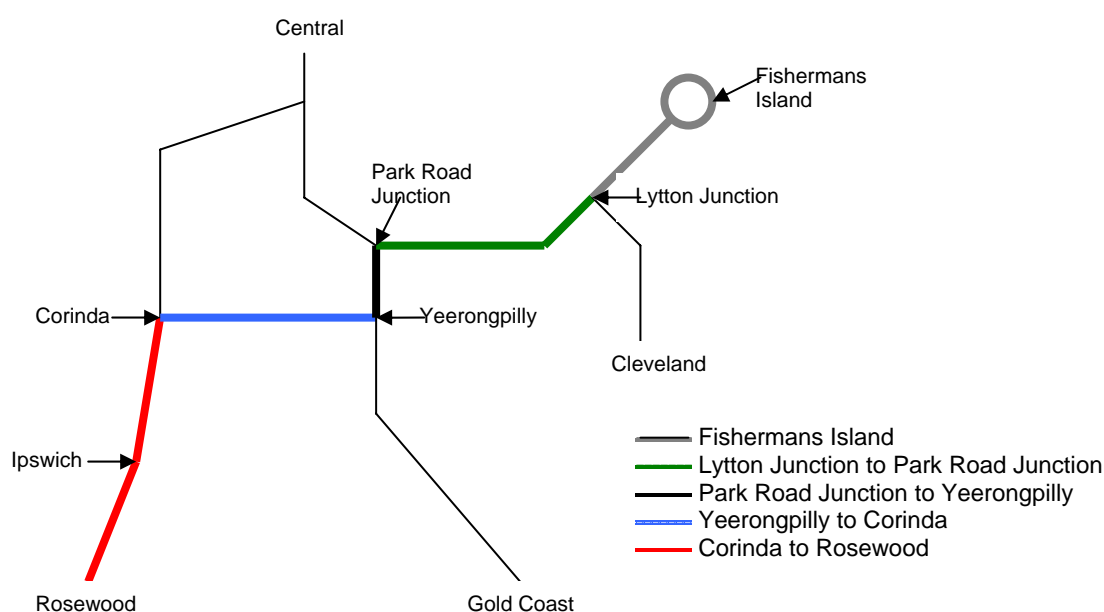 Central
Fishermans
Island
Park Road
Junction
Lytton Junction
Corinda
Yeerongpilly
Cleveland
Ipswich
Fishermans Island
Lytton Junction to Park Road Junction
Park Road Junction to Yeerongpilly
Yeerongpilly to Corinda
Corinda to Rosewood
Rosewood
Gold Coast